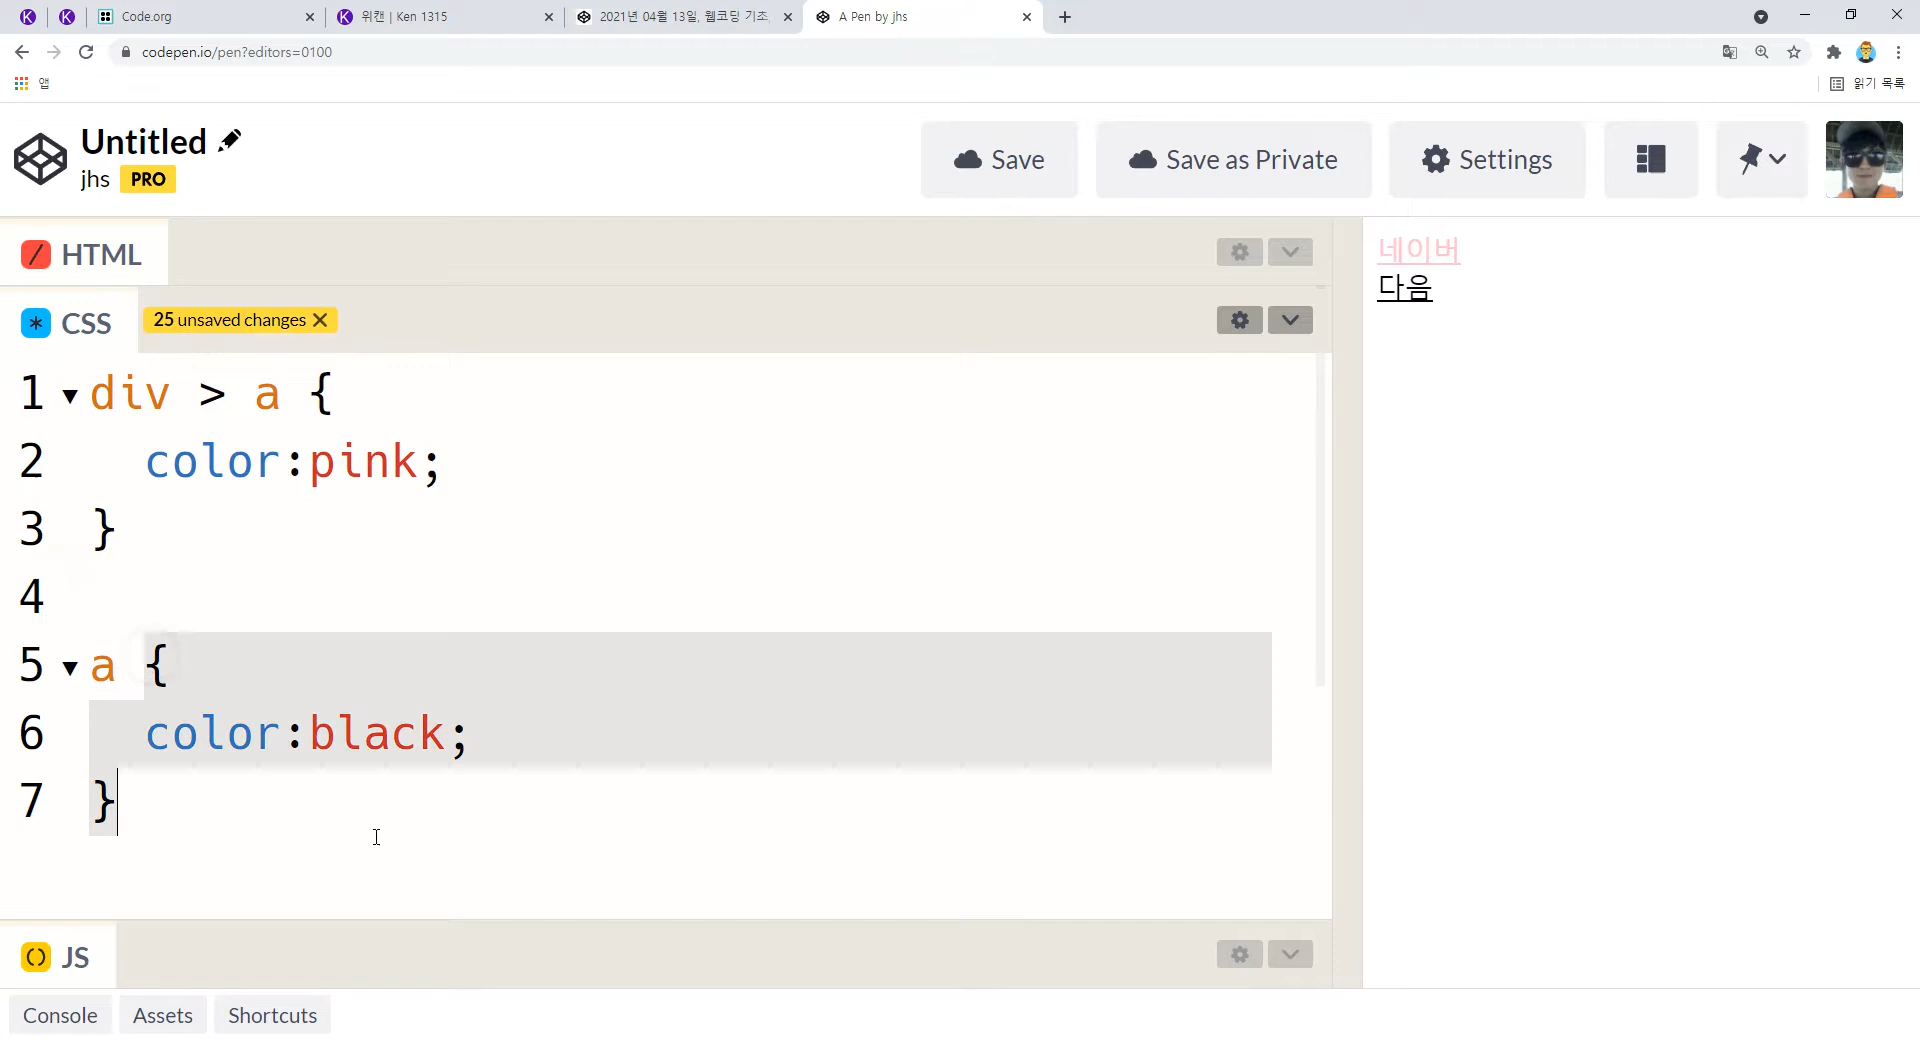 Code.org
위캔 | Ken 1315
2021년 04월 13일, 웹코딩 기초
A Pen by jhs
codepen.io/pen?editors=0100
앱
읽기 목록
Untitled
jhs PRO
Save
Save as Private
Settings
HTML
CSS
25 unsaved changes
1 div > a {
2 color:pink;
3 }
4
5 a {
6 color:black;
7 }
JS
Console
Assets
Shortcuts
네이버
다음